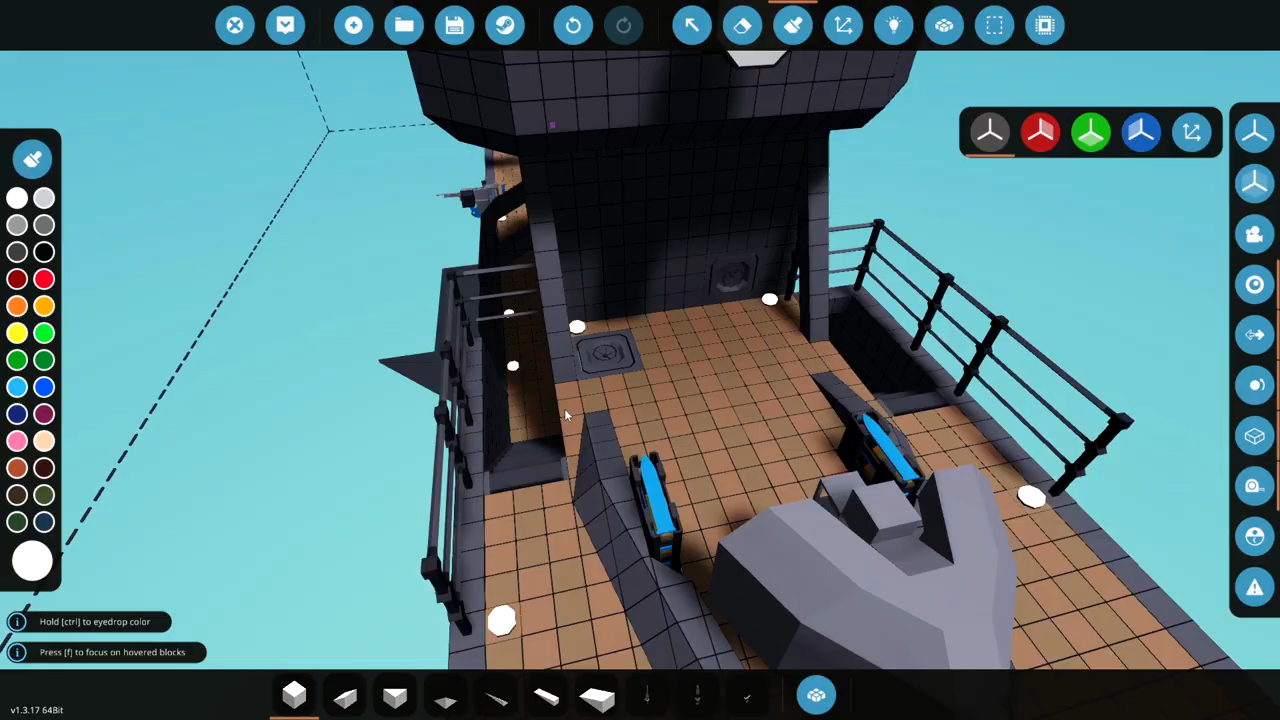 Hold [ctrl] to eyedrop color
Press [f] to focus on hovered blocks
v1.3.17 64Bit